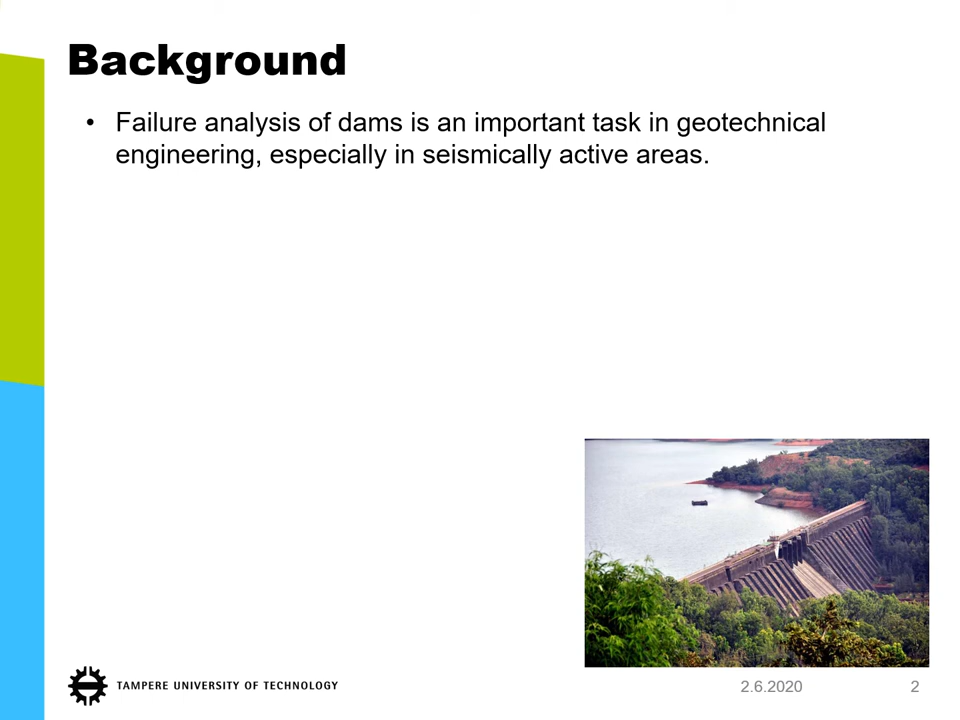 Background
• Failure analysis of dams is an important task in geotechnical
engineering, especially in seismically active areas.
TAMPERE UNIVERSITY OF TECHNOLOGY
2.6.2020
2